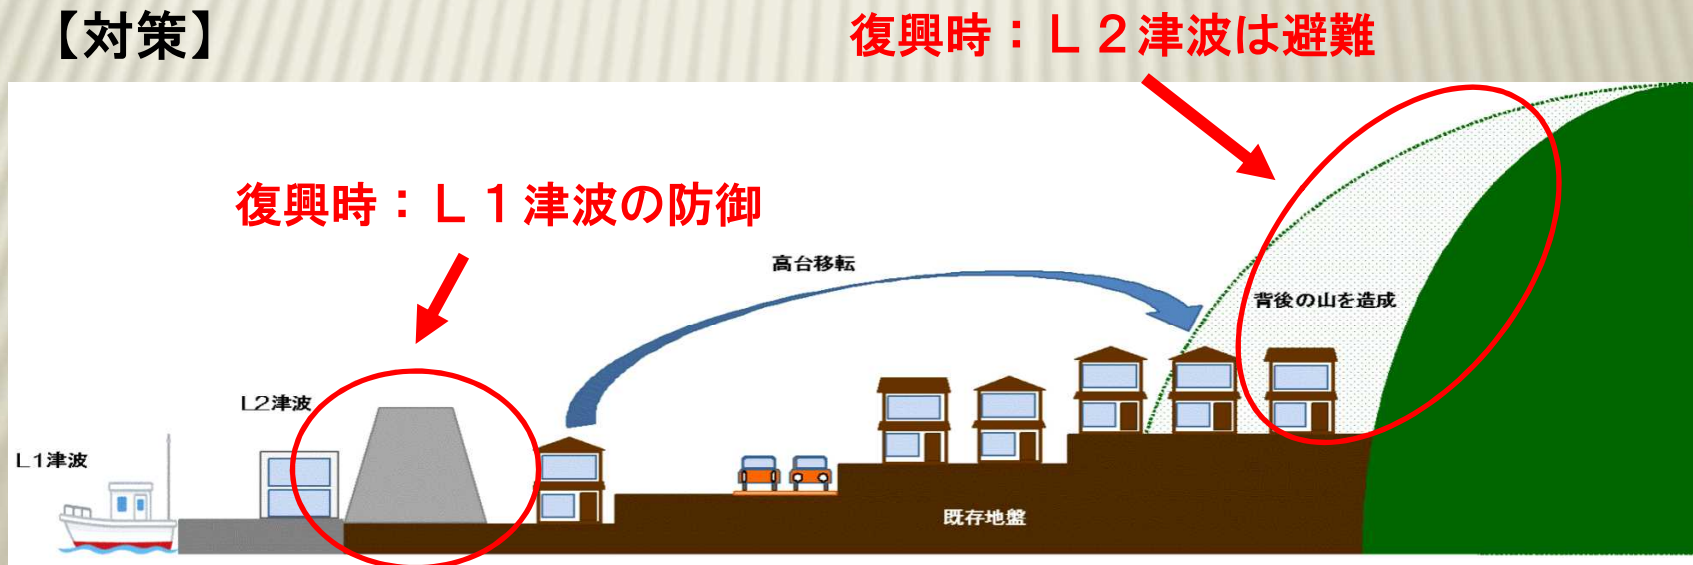 【対策】
復興時：Ｌ２津波は避難
復興時：Ｌ１津波の防御
高台移転
背後の山を造成
L2津波
L1津波
既存地盤